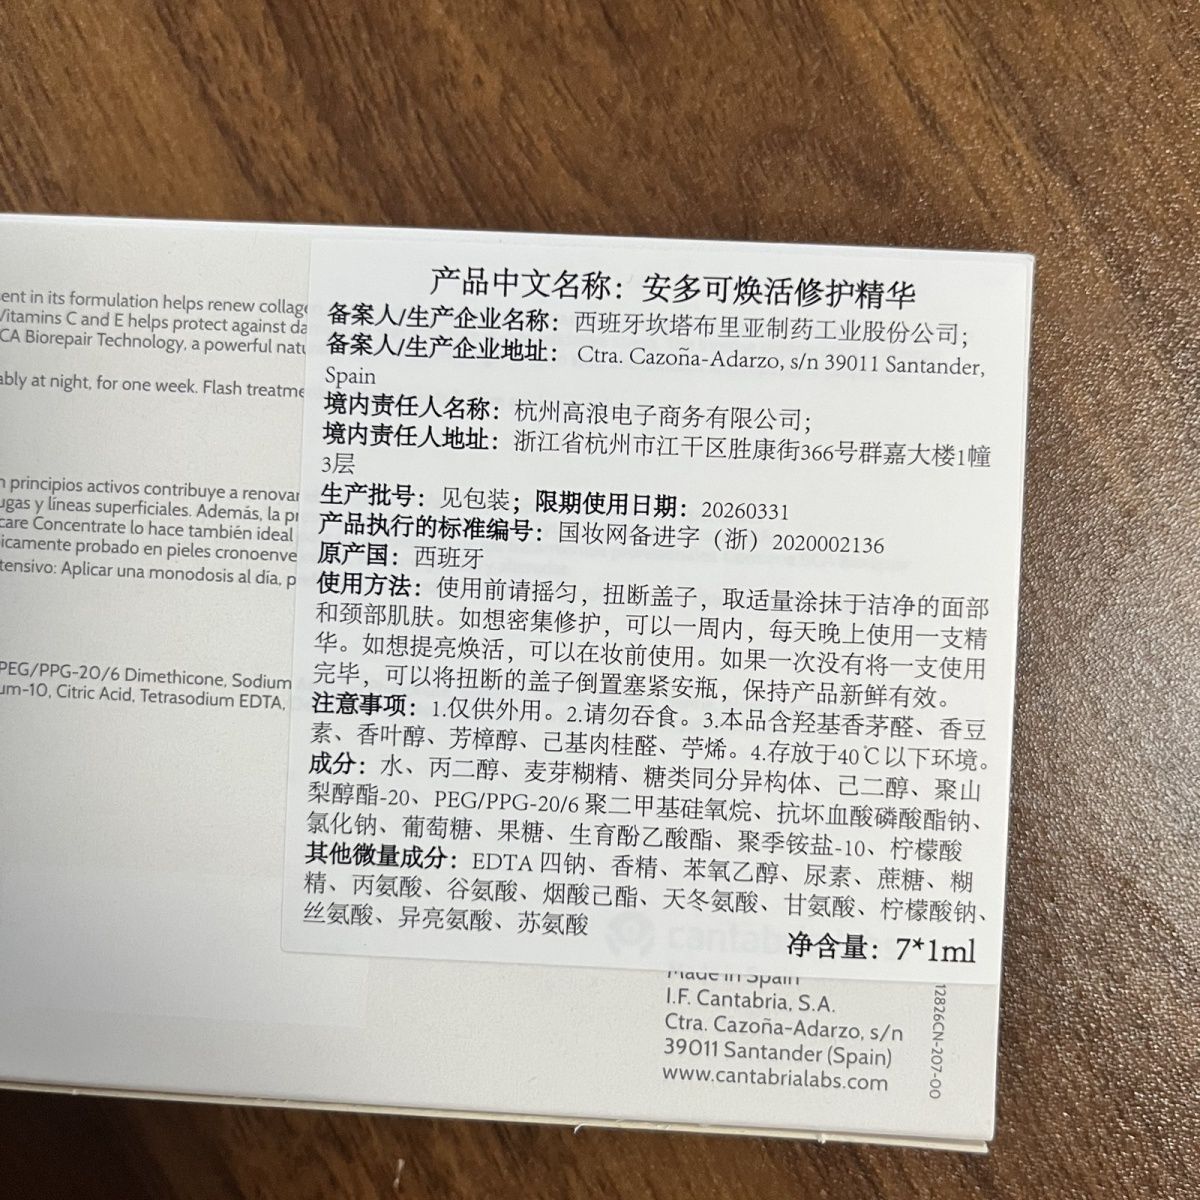 ent in its formulation helps renew collage
Vitamins C and E helps protect against da
CA Biorepair Technology, a powerful natu
ably at night, for one week. Flash treatme
n principios activos contribuye a renovar
ugas y líneas superficiales. Además, la pr
care Concentrate lo hace también ideal
icamente probado en pieles cronoenve
tensivo: Aplicar una monodosis al día, p
PEG/PPG-20/6 Dimethicone, Sodium
um-10, Citric Acid, Tetrasodium EDTA,
产品中文名称：安多可焕活修护精华
备案人/生产企业名称：西班牙坎塔布里亚制药工业股份公司；
备案人/生产企业地址：Ctra. Cazoña-Adarzo, s/n 39011 Santander,
Spain
境内责任人名称：杭州高浪电子商务有限公司；
境内责任人地址：浙江省杭州市江干区胜康街366号群嘉大楼1幢
3层
生产批号：见包装；限期使用日期：20260331
产品执行的标准编号：国妆网备进字（浙）2020002136
原产国：西班牙
使用方法：使用前请摇匀，扭断盖子，取适量涂抹于洁净的面部
和颈部肌肤。如想密集修护，可以一周内，每天晚上使用一支精
华。如想提亮焕活，可以在妆前使用。如果一次没有将一支使用
完毕，可以将扭断的盖子倒置塞紧安瓶，保持产品新鲜有效。
注意事项：1.仅供外用。2.请勿吞食。3.本品含羟基香茅醛、香豆
素、香叶醇、芳樟醇、己基肉桂醛、苧烯。4.存放于40℃以下环境。
成分：水、丙二醇、麦芽糊精、糖类同分异构体、己二醇、聚山
梨醇酯-20、PEG/PPG-20/6 聚二甲基硅氧烷、抗坏血酸磷酸酯钠、
氯化钠、葡萄糖、果糖、生育酚乙酸酯、聚季铵盐-10、柠檬酸
其他微量成分：EDTA 四钠、香精、苯氧乙醇、尿素、蔗糖、糊
精、丙氨酸、谷氨酸、烟酸己酯、天冬氨酸、甘氨酸、柠檬酸钠、
丝氨酸、异亮氨酸、苏氨酸
净含量：7*1ml
cantabria
Made in Spain
I.F. Cantabria, S.A.
Ctra. Cazoña-Adarzo, s/n
39011 Santander (Spain)
www.cantabrialabs.com
12826CN-207-00